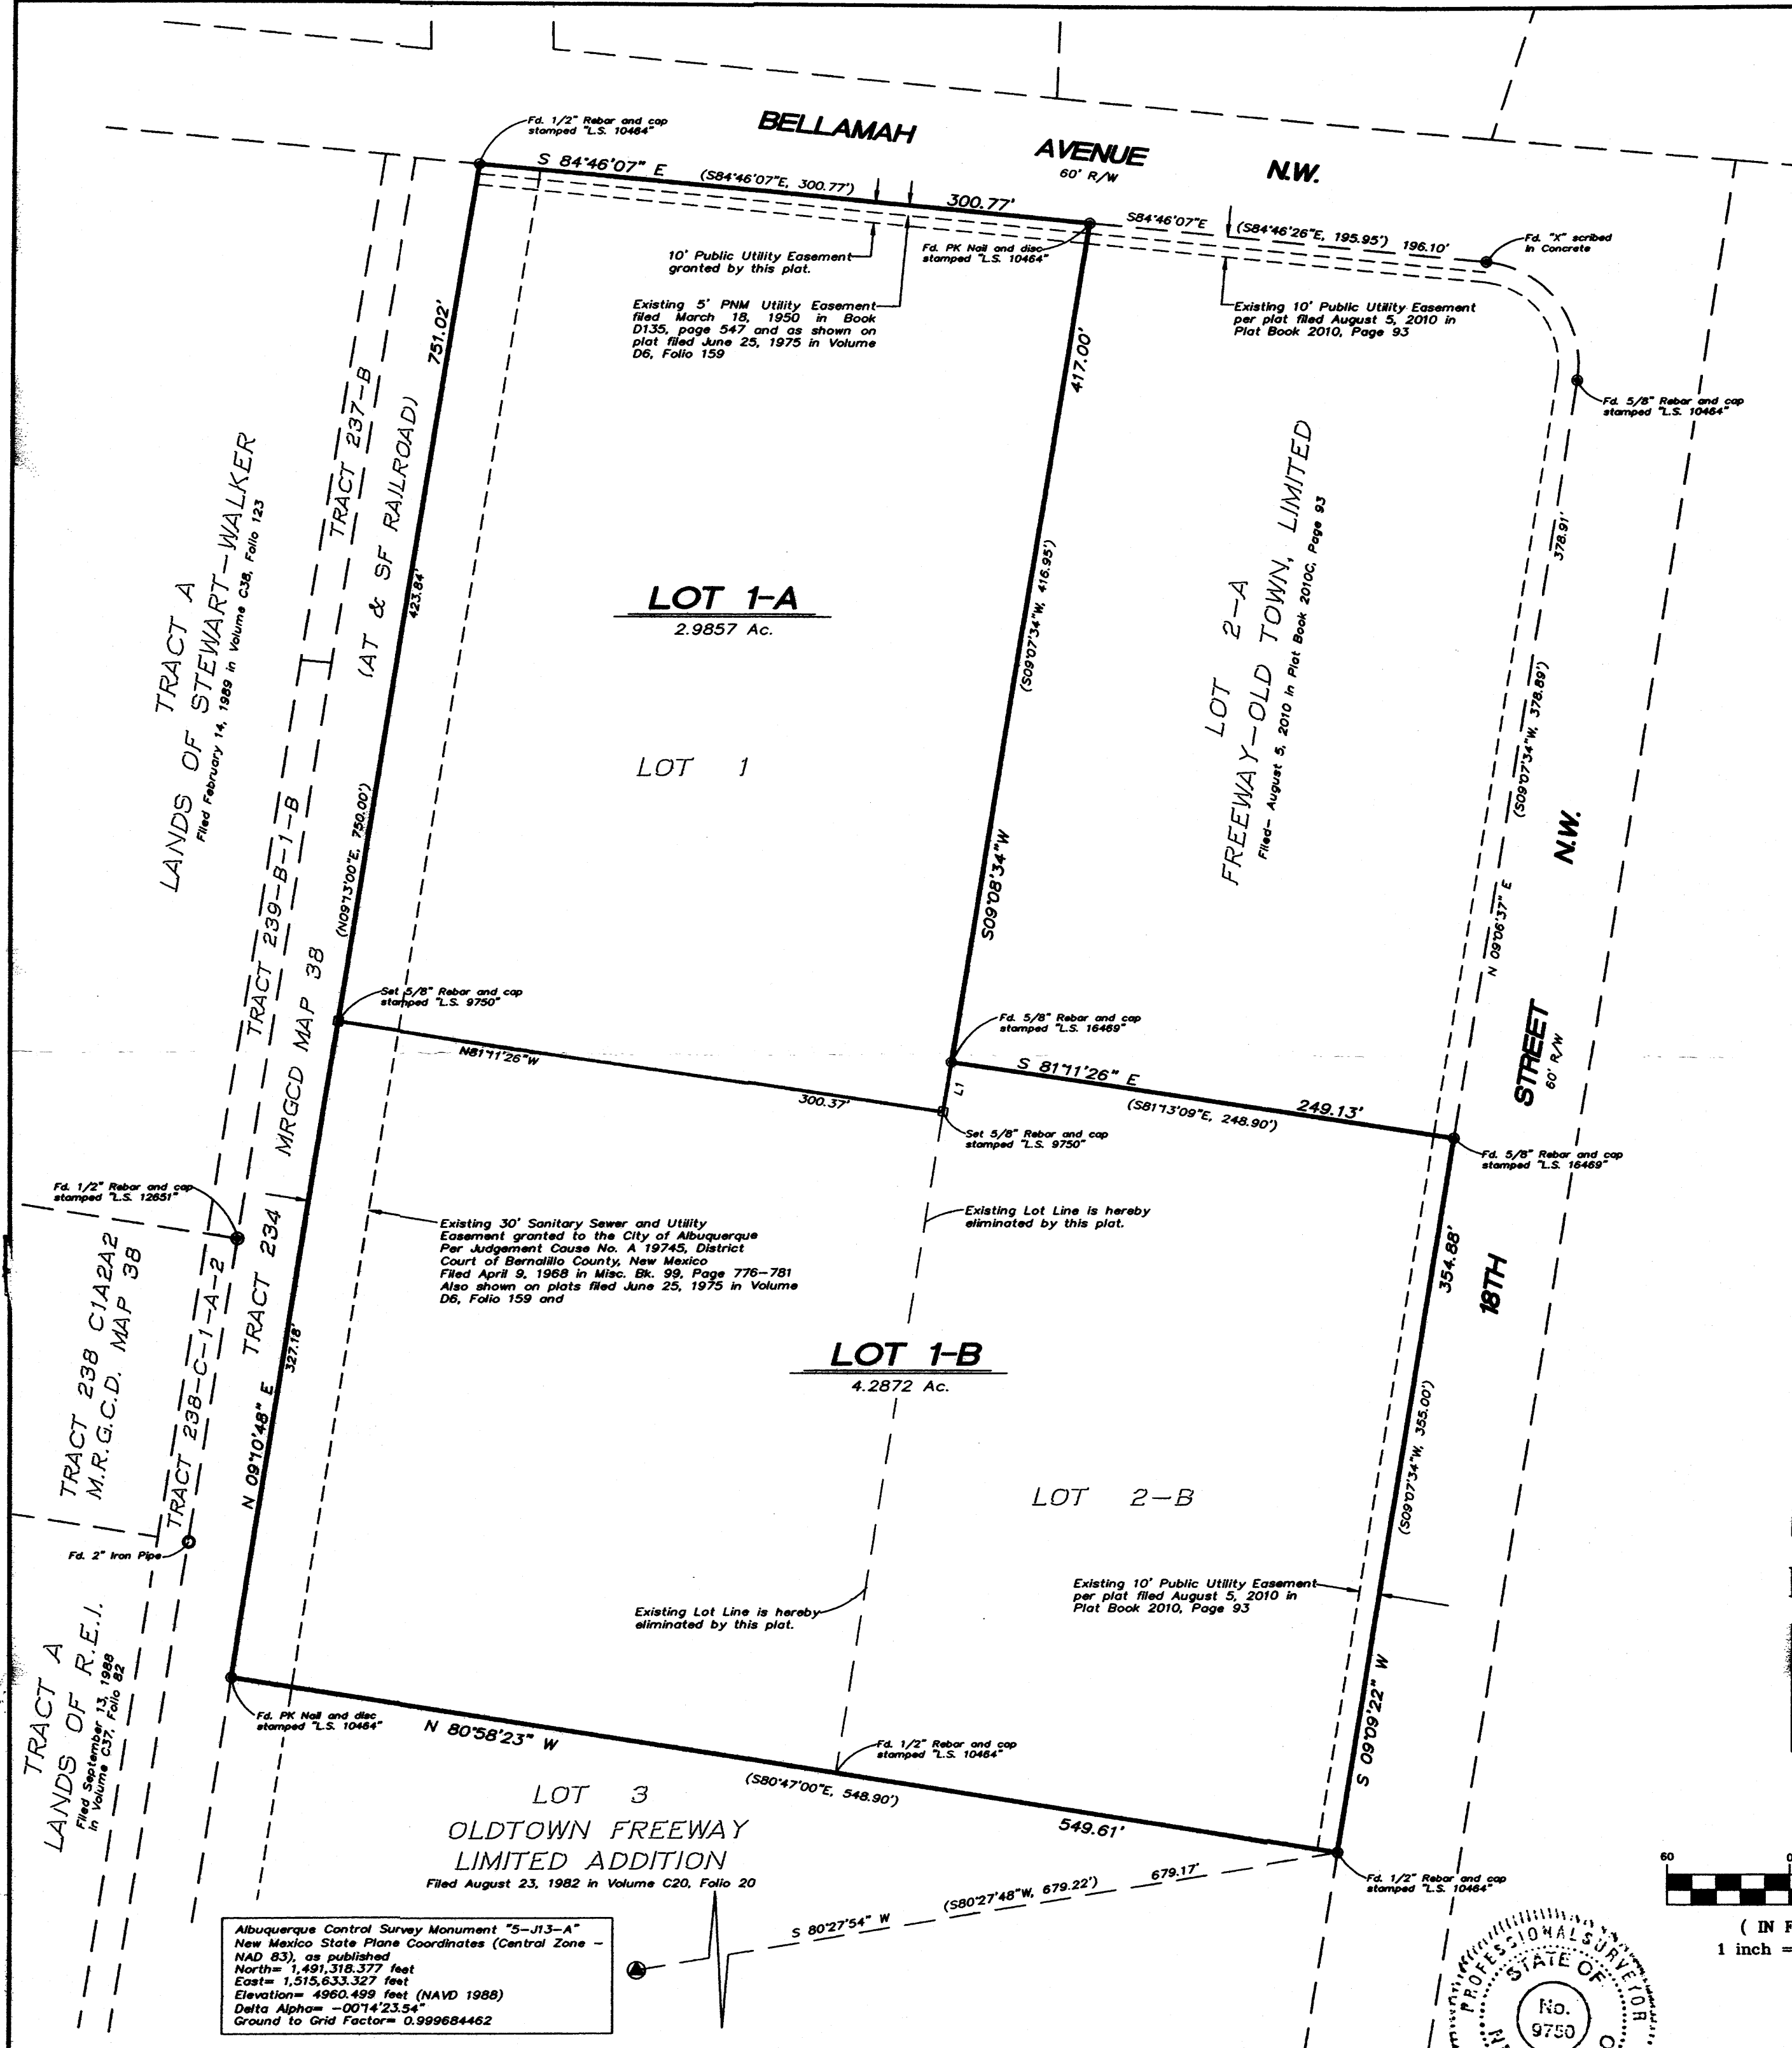 BELLAMAH AVENUE N.W.
60' R/W
Fd. 1/2" Rebar and cap
stamped "L.S. 10464"
S 84°46'07" E
(S84°46'07"E, 300.77')
300.77'
S84°46'07"E
(S84°46'26"E, 195.95')
196.10'
Fd. "X" scribed
in Concrete
10' Public Utility Easement
granted by this plat.
Fd. PK Nail and disc
stamped "L.S. 10464"
Existing 5' PNM Utility Easement
filed March 18, 1950 in Book
D135, page 547 and as shown on
plat filed June 25, 1975 in Volume
D6, Folio 159
Existing 10' Public Utility Easement
per plat filed August 5, 2010 in
Plat Book 2010, Page 93
Fd. 5/8" Rebar and cap
stamped "L.S. 10464"
751.02'
417.00'
TRACT 237-B
(AT & SF RAILROAD)
TRACT A
LANDS OF STEWART-WALKER
Filed February 14, 1989 in Volume C38, Folio 123
423.84'
LOT 1-A
2.9857 Ac.
(S09°07'34"W, 416.95')
LOT 2-A
FREEWAY-OLD TOWN, LIMITED
Filed- August 5, 2010 in Plat Book 2010C, Page 93
378.91'
(S09°07'34"W, 378.89')
LOT 1
(N09°13'00"E, 750.00')
TRACT 239-B-1-B
MRGCD MAP 38
S09°08'34"W
N 09°06'37" E
18TH STREET N.W.
60' R/W
Set 5/8" Rebar and cap
stamped "L.S. 9750"
Fd. 5/8" Rebar and cap
stamped "L.S. 16469"
N81°11'26"W
300.37'
L1
S 81°11'26" E
(S81°13'09"E, 248.90')
249.13'
Set 5/8" Rebar and cap
stamped "L.S. 9750"
Fd. 5/8" Rebar and cap
stamped "L.S. 16469"
Fd. 1/2" Rebar and cap
stamped "L.S. 12651"
TRACT 234
Existing 30' Sanitary Sewer and Utility
Easement granted to the City of Albuquerque
Per Judgement Cause No. A 19745, District
Court of Bernalillo County, New Mexico
Filed April 9, 1968 in Misc. Bk. 99, Page 776-781
Also shown on plats filed June 25, 1975 in Volume
D6, Folio 159 and
Existing Lot Line is hereby
eliminated by this plat.
354.88'
TRACT 238 C1A2A2
M.R.G.C.D. MAP 38
TRACT 238-C-1-A-2
327.18'
N 09°10'48" E
LOT 1-B
4.2872 Ac.
(S09°07'34"W, 355.00')
LOT 2-B
Fd. 2" Iron Pipe
Existing 10' Public Utility Easement
per plat filed August 5, 2010 in
Plat Book 2010, Page 93
Existing Lot Line is hereby
eliminated by this plat.
TRACT A
LANDS OF R.E.I.
Filed September 13, 1988
in Volume C37, Folio 82
S 09°09'22" W
Fd. PK Nail and disc
stamped "L.S. 10464"
N 80°58'23" W
Fd. 1/2" Rebar and cap
stamped "L.S. 10464"
(S80°47'00"E, 548.90')
549.61'
LOT 3
OLDTOWN FREEWAY
LIMITED ADDITION
Filed August 23, 1982 in Volume C20, Folio 20
S 80°27'54" W
(S80°27'48"W, 679.22')
679.17'
Fd. 1/2" Rebar and cap
stamped "L.S. 10464"
Albuquerque Control Survey Monument "5-J13-A"
New Mexico State Plane Coordinates (Central Zone -
NAD 83), as published
North= 1,491,318.377 feet
East= 1,515,633.327 feet
Elevation= 4960.499 feet (NAVD 1988)
Delta Alpha= -00°14'23.54"
Ground to Grid Factor= 0.999684462
60
0
( IN F
1 inch =
PROFESSIONAL SURVEYOR
STATE OF
No.
9750